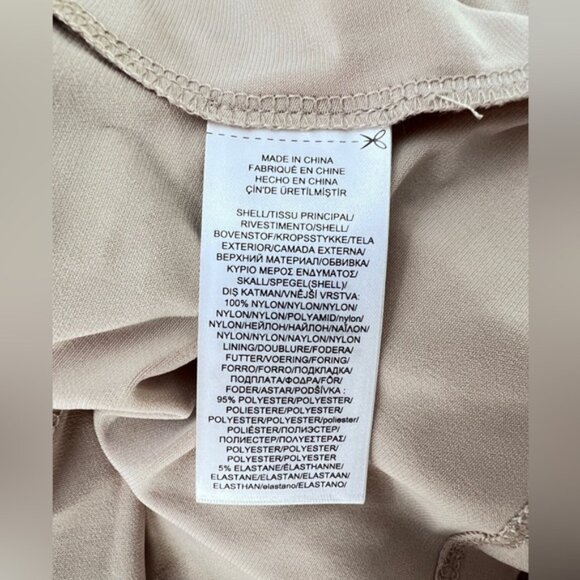 MADE IN CHINA
FABRIQUÉ EN CHINE
HECHO EN CHINA
ÇİN'DE ÜRETİLMİŞTİR
SHELL/TISSU PRINCIPAL/
RIVESTIMENTO/SHELL/
BOVENSTOF/KROPSSTYKKE/TELA
EXTERIOR/CAMADA EXTERNA/
ВЕРХНИЙ МАТЕРИАЛ/ОБВИВКА/
ΚΥΡΙΟ ΜΕΡΟΣ ΕΝΔΥΜΑΤΟΣ/
SKALL/SPEGEL(SHELL)/
DIŞ KATMAN/VNĚJŠÍ VRSTVA:
100% NYLON/NYLON/NYLON/
NYLON/NYLON/POLYAMID/nylon/
NYLON/НЕЙЛОН/НАЙЛОН/ΝΑΪΛΟΝ/
NYLON/NYLON/NAYLON/NYLON
LINING/DOUBLURE/FODERA/
FUTTER/VOERING/FORING/
FORRO/FORRO/ПОДКЛАДКА/
ПОДПЛАТА/ΦΟΔΡΑ/FÔR/
FODER/ASTAR/PODŠÍVKA:
95% POLYESTER/POLYESTER/
POLIESTERE/POLYESTER/
POLYESTER/POLYESTER/poliester/
POLIÉSTER/ПОЛИЭСТЕР/
ПОЛИЕСТЕР/ΠΟΛΥΕΣΤΕΡΑΣ/
POLYESTER/POLYESTER/
POLYESTER/POLYESTER
5% ELASTANE/ÉLASTHANNE/
ELASTANE/ELASTAN/ELASTAAN/
ELASTHAN/elastano/ELASTANO/